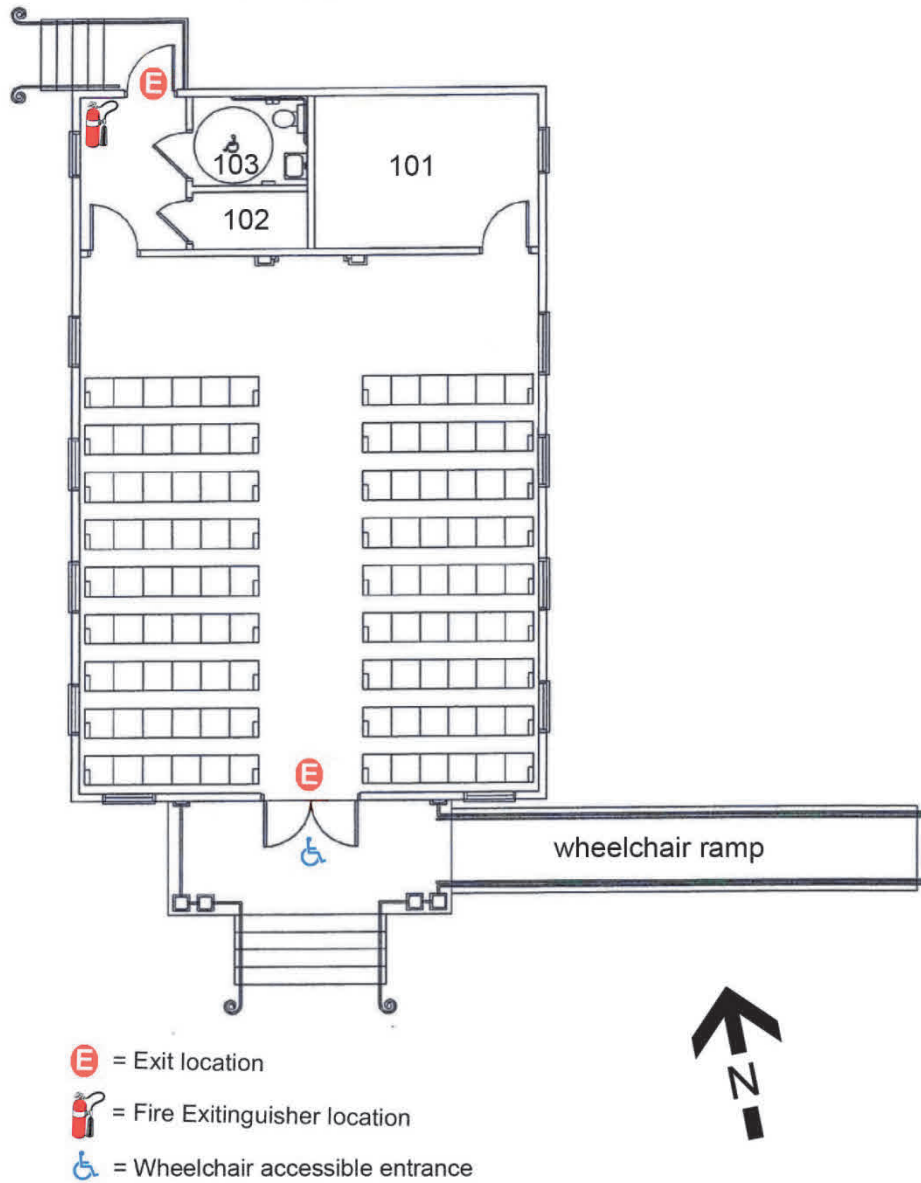 E
103
101
102
E
wheelchair ramp
N
E = Exit location
= Fire Exitinguisher location
= Wheelchair accessible entrance